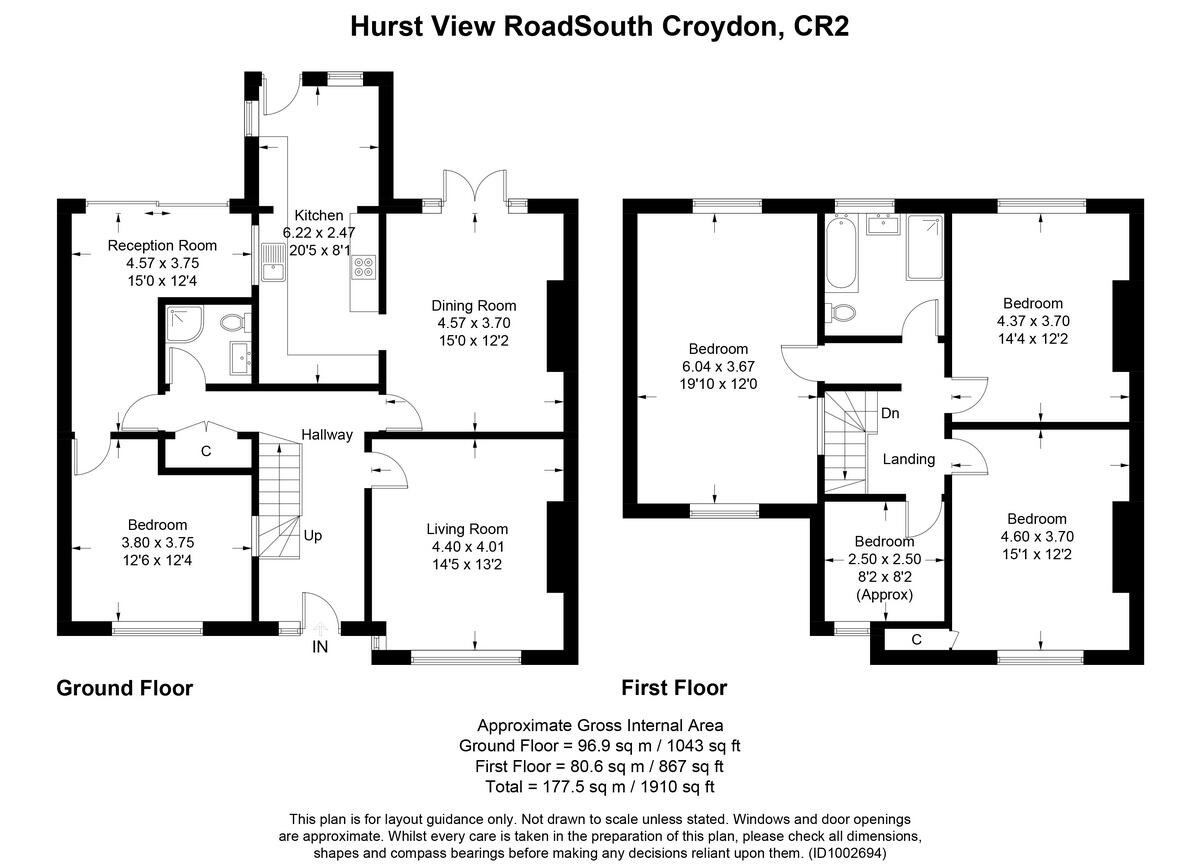 Hurst View RoadSouth Croydon, CR2
Kitchen
6.22 x 2.47
20'5 x 8'1
Reception Room
4.57 x 3.75
15'0 x 12'4
Dining Room
4.57 x 3.70
15'0 x 12'2
Hallway
C
Bedroom
3.80 x 3.75
12'6 x 12'4
Up
Living Room
4.40 x 4.01
14'5 x 13'2
IN
Ground Floor
Bedroom
6.04 x 3.67
19'10 x 12'0
Bedroom
4.37 x 3.70
14'4 x 12'2
Dn
Landing
Bedroom
2.50 x 2.50
8'2 x 8'2
(Approx)
Bedroom
4.60 x 3.70
15'1 x 12'2
C
First Floor
Approximate Gross Internal Area
Ground Floor = 96.9 sq m / 1043 sq ft
First Floor = 80.6 sq m / 867 sq ft
Total = 177.5 sq m / 1910 sq ft
This plan is for layout guidance only. Not drawn to scale unless stated. Windows and door openings
are approximate. Whilst every care is taken in the preparation of this plan, please check all dimensions,
shapes and compass bearings before making any decisions reliant upon them. (ID1002694)